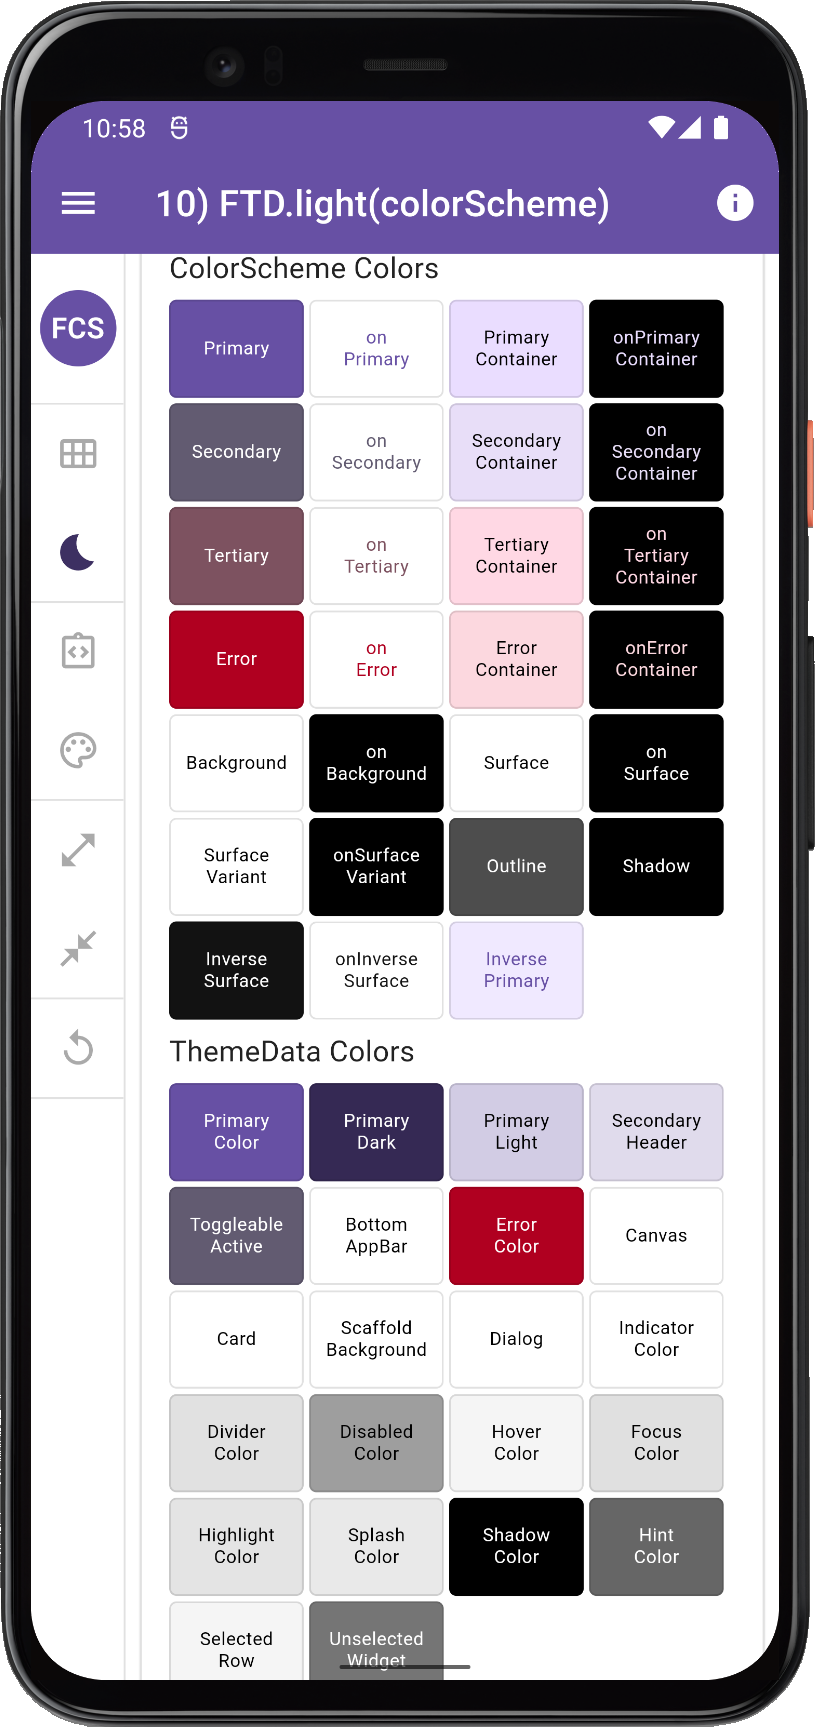 10:58
10) FTD.light(colorScheme)
FCS
ColorScheme Colors
Primary
on
Primary
Primary
Container
onPrimary
Container
Secondary
on
Secondary
Secondary
Container
on
Secondary
Container
Tertiary
on
Tertiary
Tertiary
Container
on
Tertiary
Container
Error
on
Error
Error
Container
onError
Container
Background
on
Background
Surface
on
Surface
Surface
Variant
onSurface
Variant
Outline
Shadow
Inverse
Surface
onInverse
Surface
Inverse
Primary
ThemeData Colors
Primary
Color
Primary
Dark
Primary
Light
Secondary
Header
Toggleable
Active
Bottom
AppBar
Error
Color
Canvas
Card
Scaffold
Background
Dialog
Indicator
Color
Divider
Color
Disabled
Color
Hover
Color
Focus
Color
Highlight
Color
Splash
Color
Shadow
Color
Hint
Color
Selected
Row
Unselected
Widget